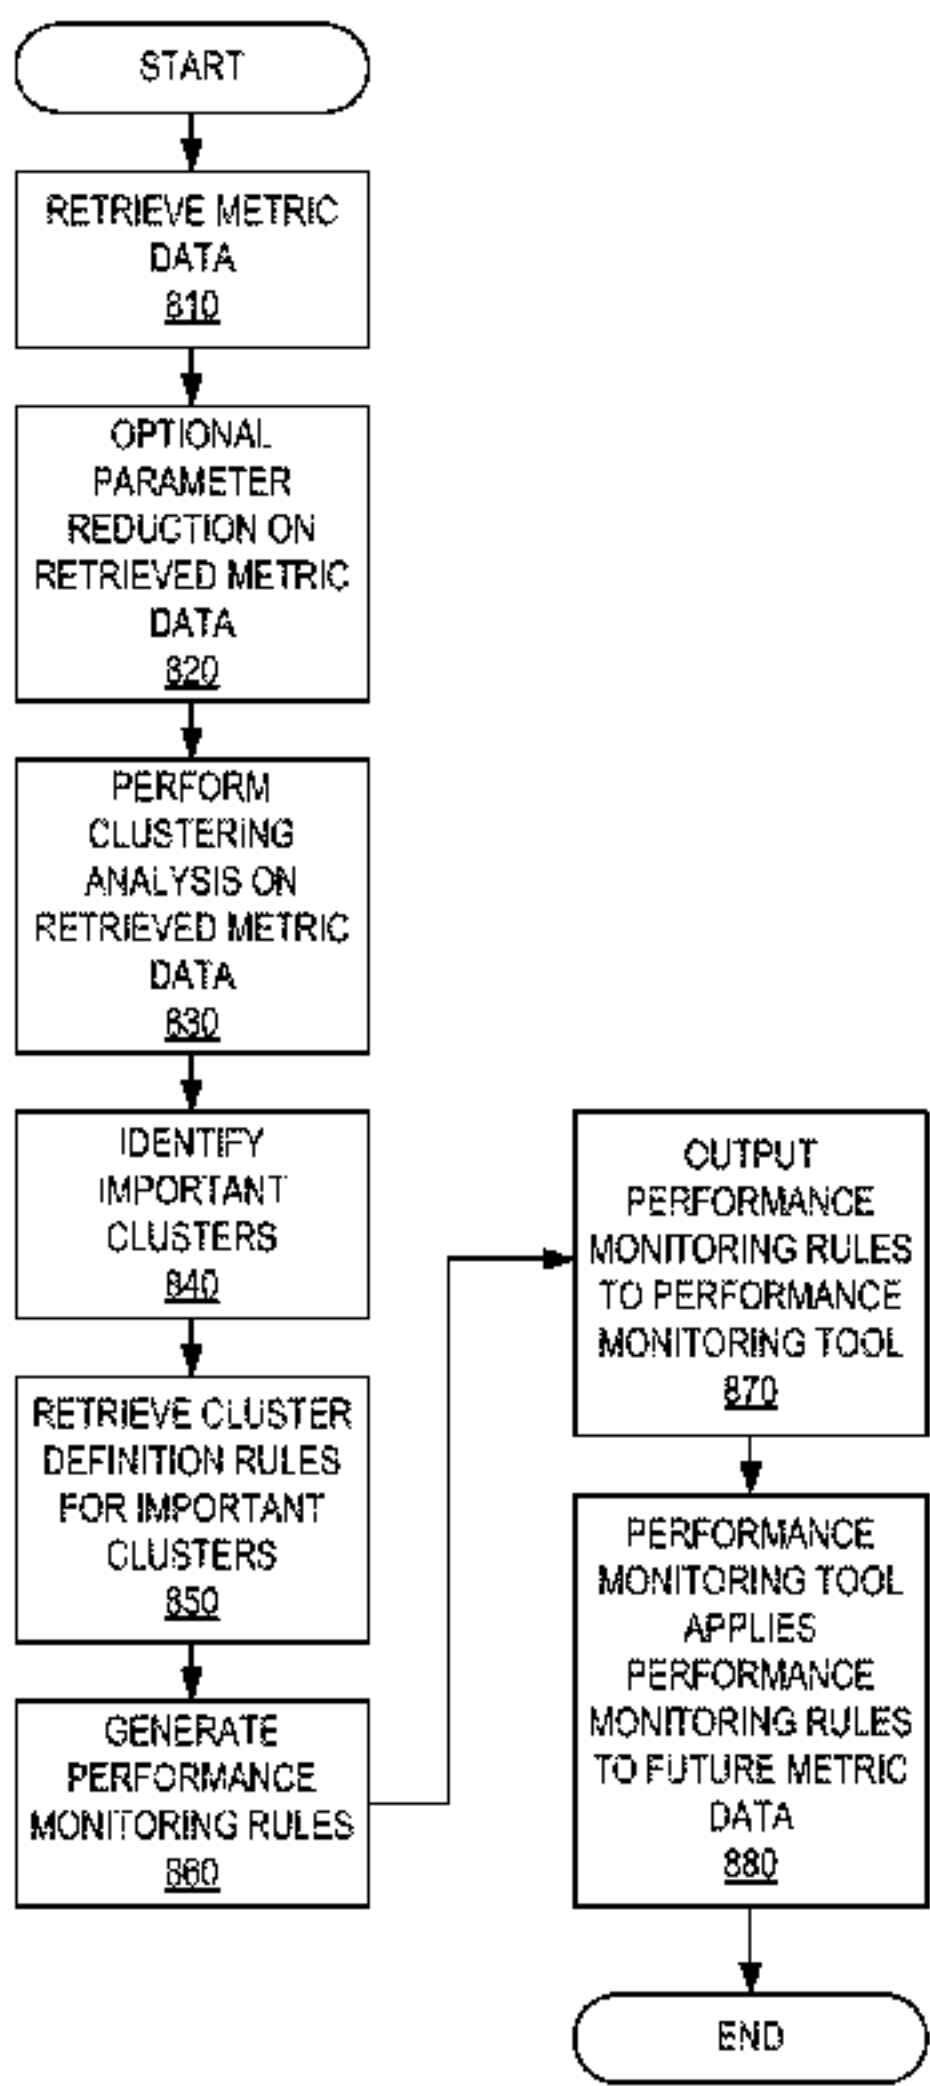 START
RETRIEVE METRIC
DATA
810
OPTIONAL
PARAMETER
REDUCTION ON
RETRIEVED METRIC
DATA
820
PERFORM
CLUSTERING
ANALYSIS ON
RETRIEVED METRIC
DATA
830
IDENTIFY
IMPORTANT
CLUSTERS
840
RETRIEVE CLUSTER
DEFINITION RULES
FOR IMPORTANT
CLUSTERS
850
GENERATE
PERFORMANCE
MONITORING RULES
860
OUTPUT
PERFORMANCE
MONITORING RULES
TO PERFORMANCE
MONITORING TOOL
870
PERFORMANCE
MONITORING TOOL
APPLIES
PERFORMANCE
MONITORING RULES
TO FUTURE METRIC
DATA
880
END